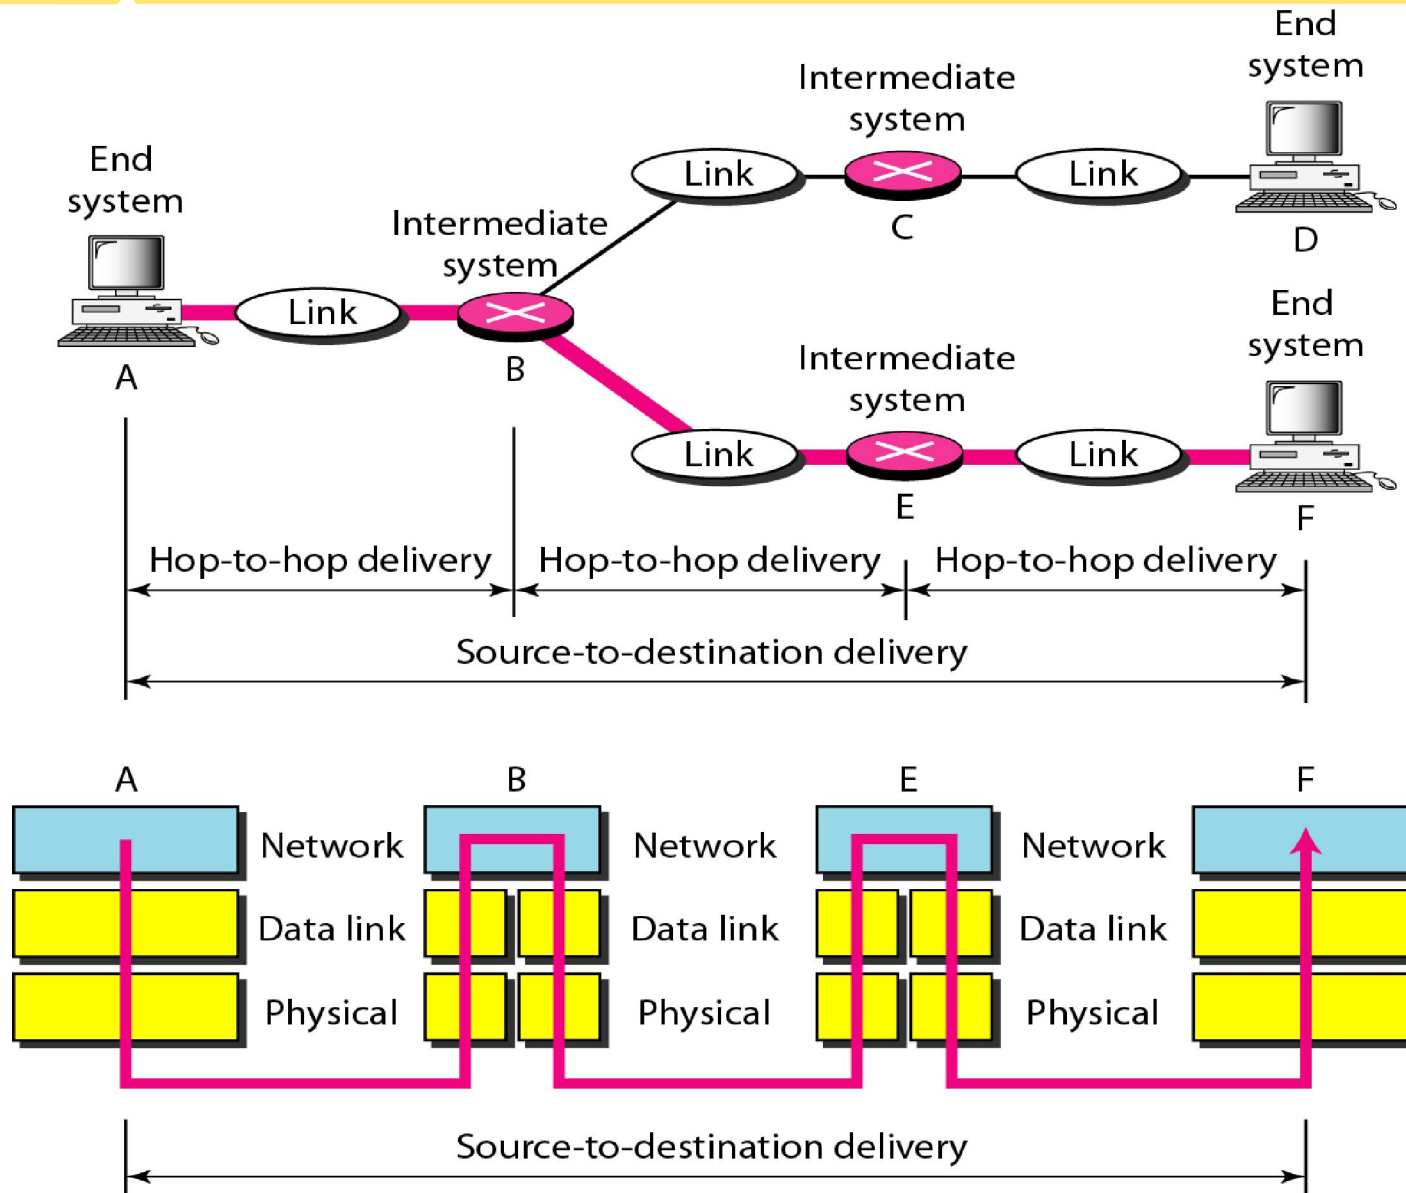 End
system
Intermediate
system
Link
Link
C
D
End
system
Intermediate
system
Link
A
B
End
system
Intermediate
system
Link
Link
E
F
Hop-to-hop delivery
Hop-to-hop delivery
Hop-to-hop delivery
Source-to-destination delivery
A
B
E
F
Network
Network
Network
Data link
Data link
Data link
Physical
Physical
Physical
Source-to-destination delivery